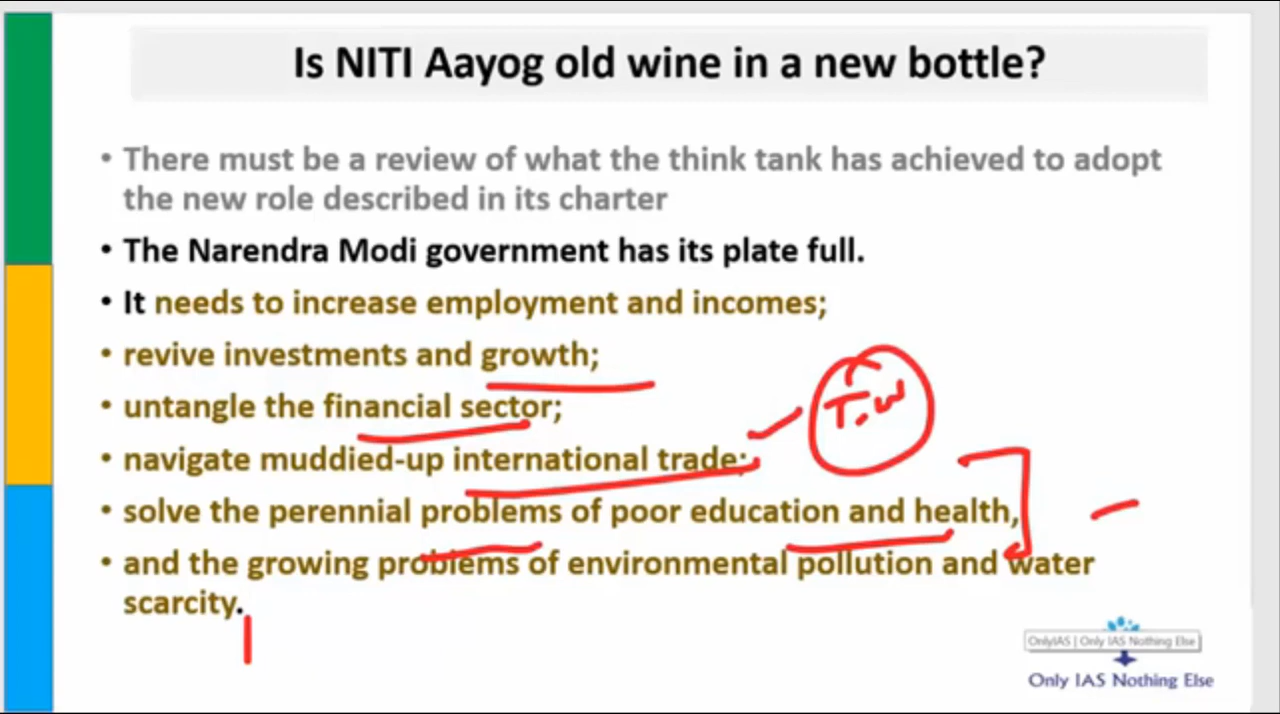 Is NITI Aayog old wine in a new bottle?
• There must be a review of what the think tank has achieved to adopt
the new role described in its charter
• The Narendra Modi government has its plate full.
• It needs to increase employment and incomes;
• revive investments and growth;
T.W
• untangle the financial sector;
• navigate muddied-up international trade;
• solve the perennial problems of poor education and health,
• and the growing problems of environmental pollution and water
scarcity.
OnlyIAS | Only IAS Nothing Else
Only IAS Nothing Else